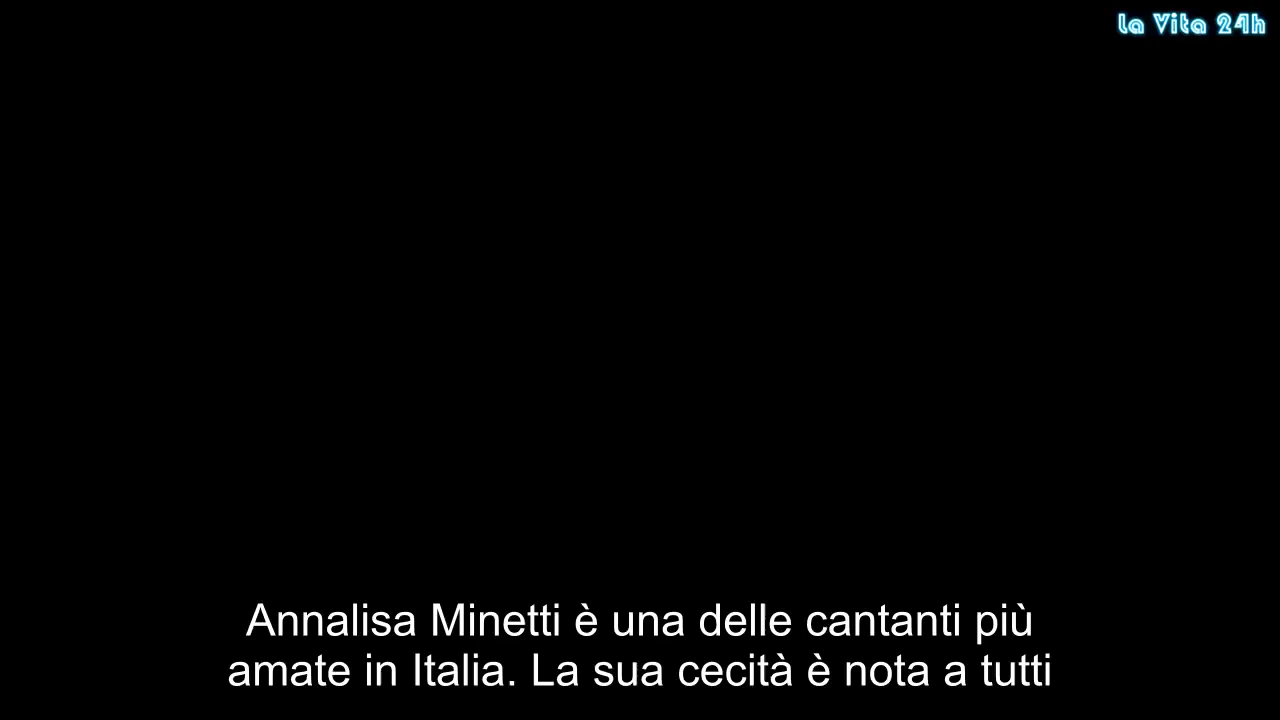 La Vita 24h
Annalisa Minetti è una delle cantanti più
amate in Italia. La sua cecità è nota a tutti